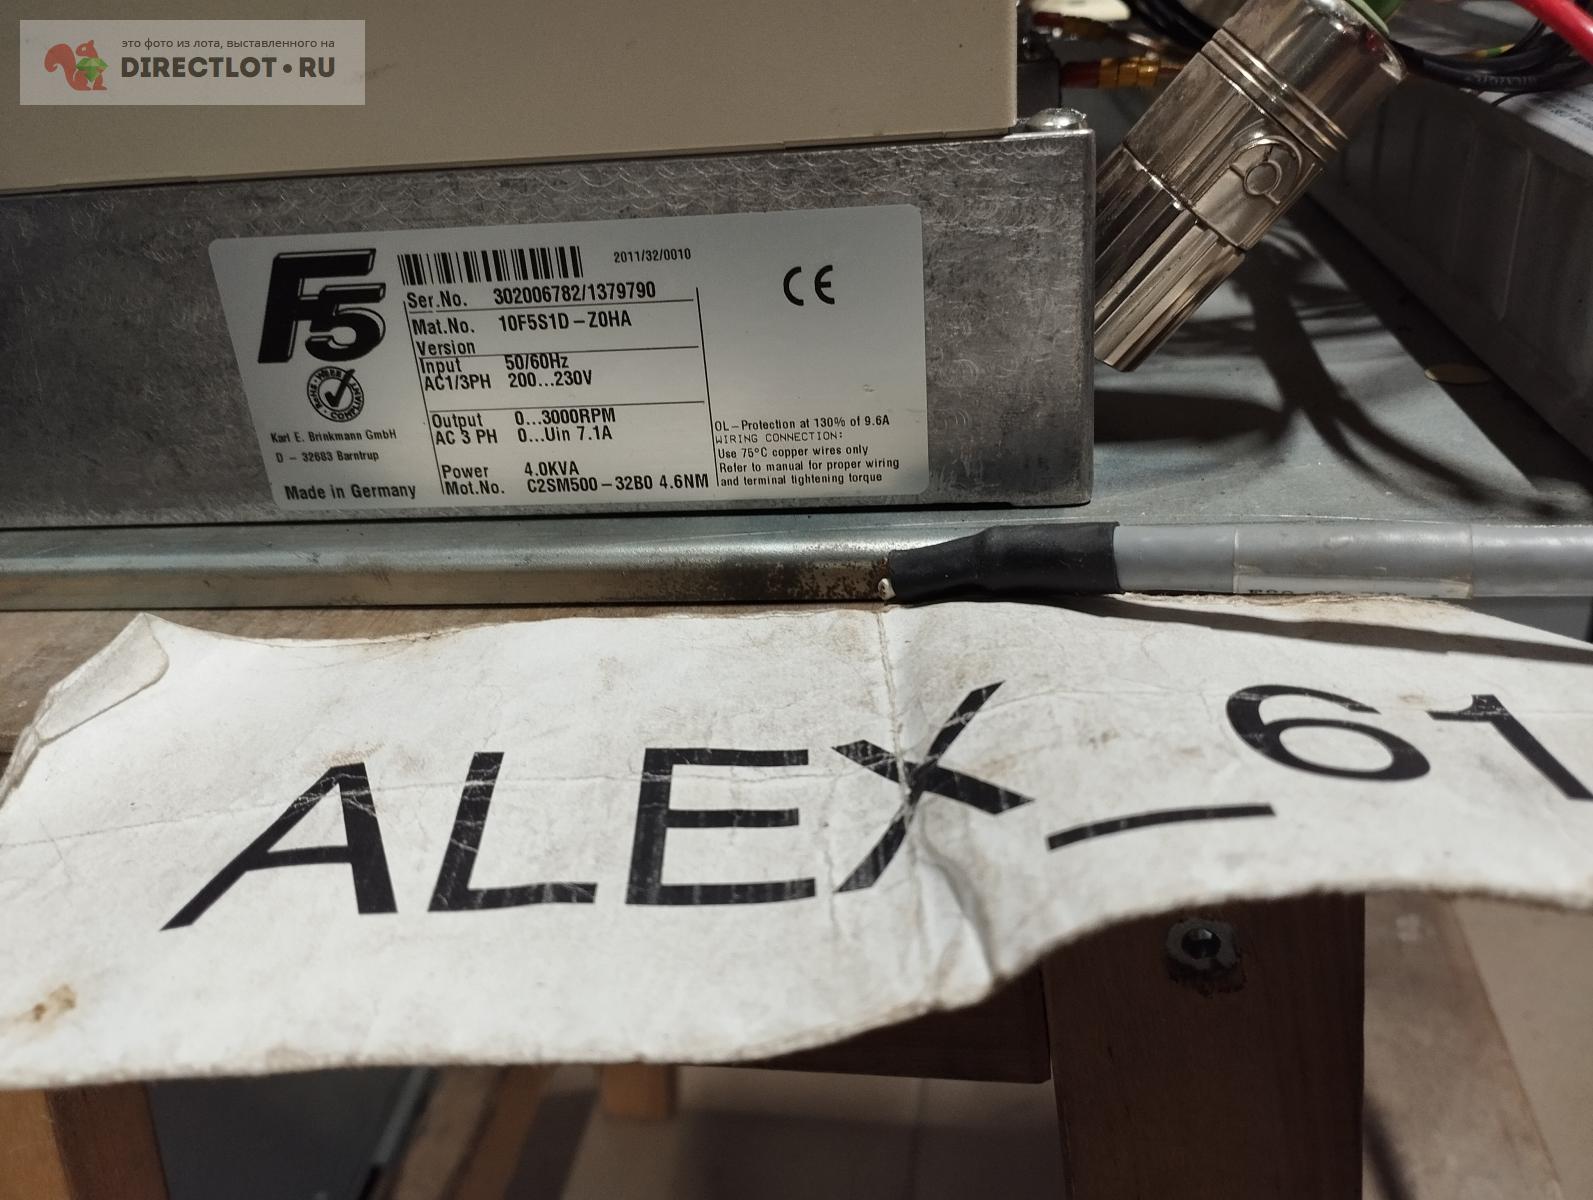 это фото из лота, выставленного на
DIRECTLOT•RU
F5
2011/32/0010
Ser.No. 302006782/1379790
Mat.No. 10F5S1D-Z0HA
Version
Input 50/60Hz
AC1/3PH 200...230V
Output 0...3000RPM
AC 3 PH 0...Uin 7.1A
Power 4.0KVA
Mot.No. C2SM500-32B0 4.6NM
CE
RoHS WEEE COMPLIANT
Karl E. Brinkmann GmbH
D - 32683 Barntrup
Made in Germany
OL-Protection at 130% of 9.6A
WIRING CONNECTION:
Use 75°C copper wires only
Refer to manual for proper wiring
and terminal tightening torque
ALEX_61